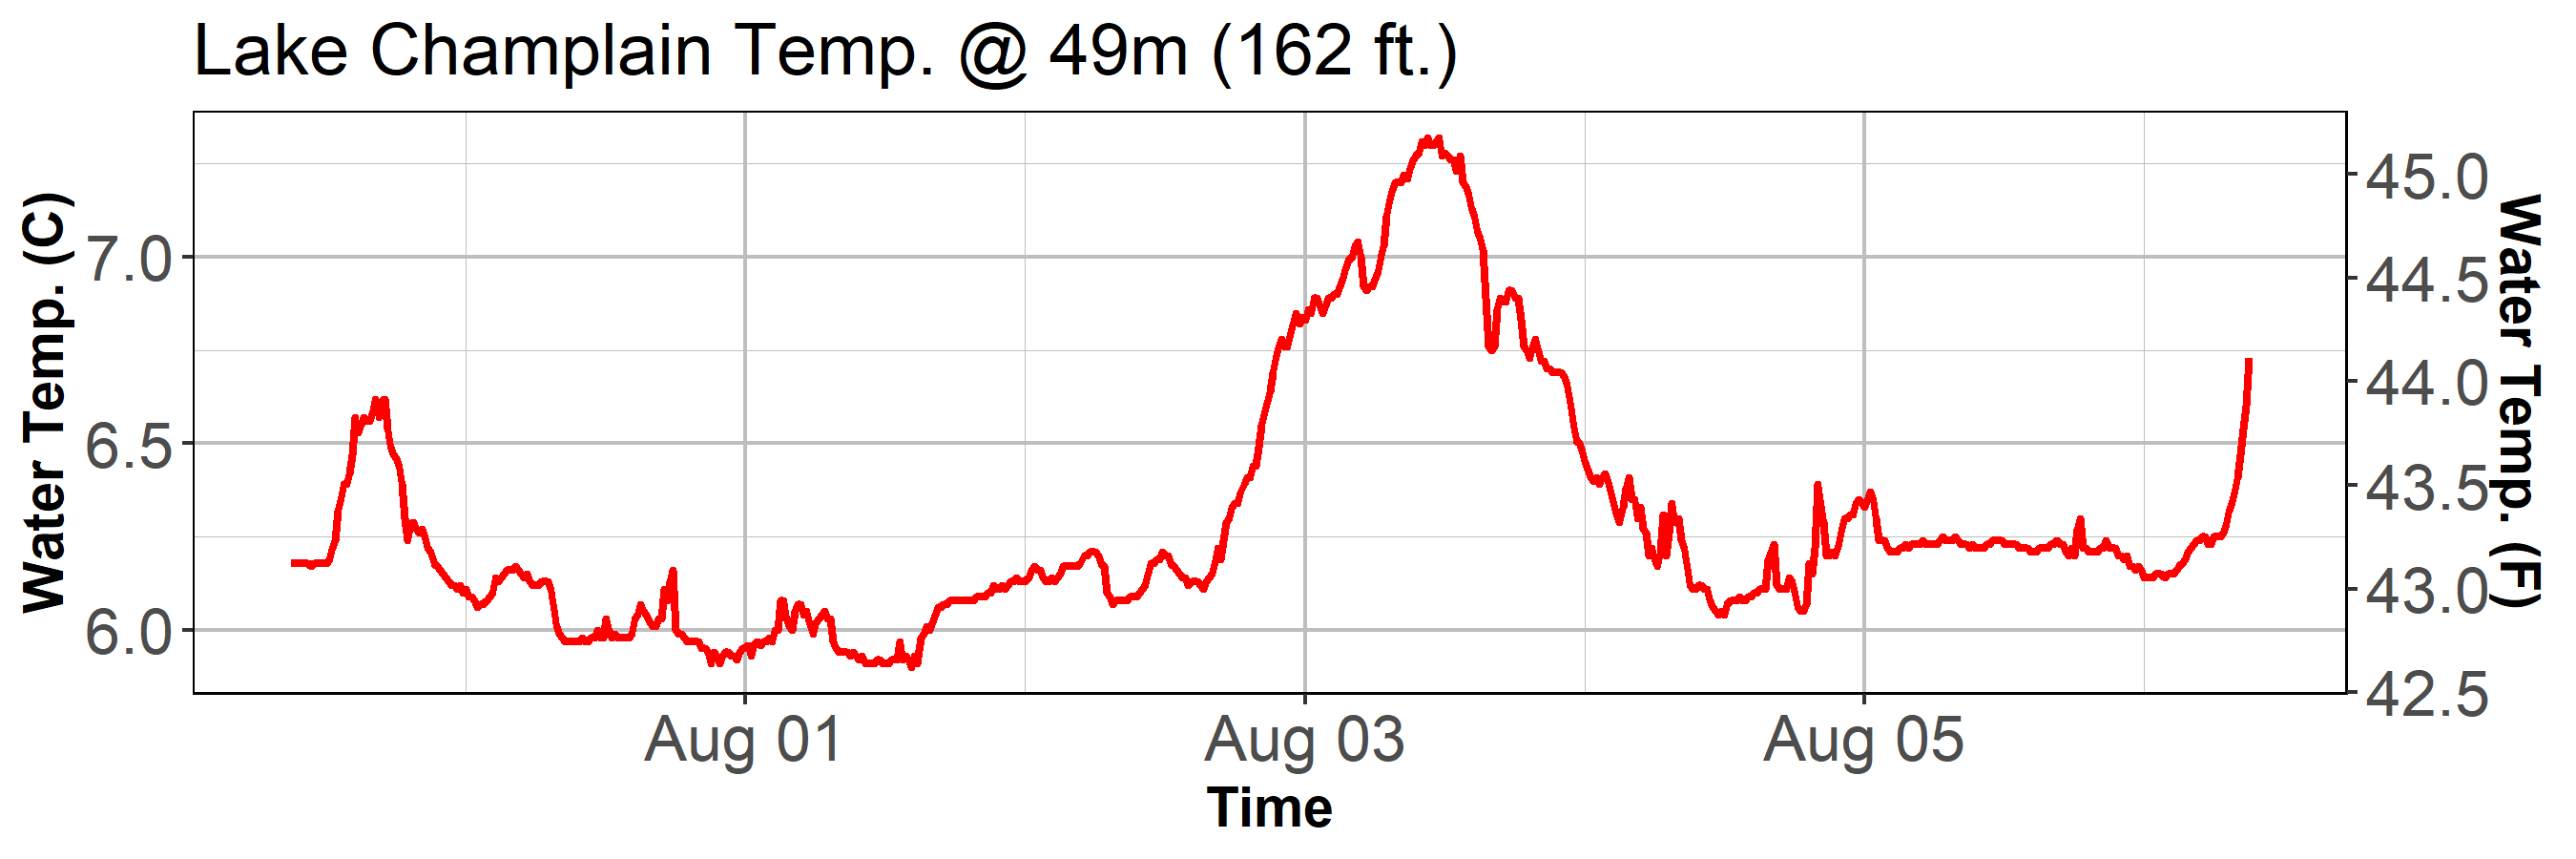 Lake Champlain Temp. @ 49m (162 ft.)
Water Temp. (C)
7.0
6.5
6.0
45.0
44.5
44.0
43.5
43.0
42.5
Water Temp. (F)
Aug 01
Aug 03
Aug 05
Time